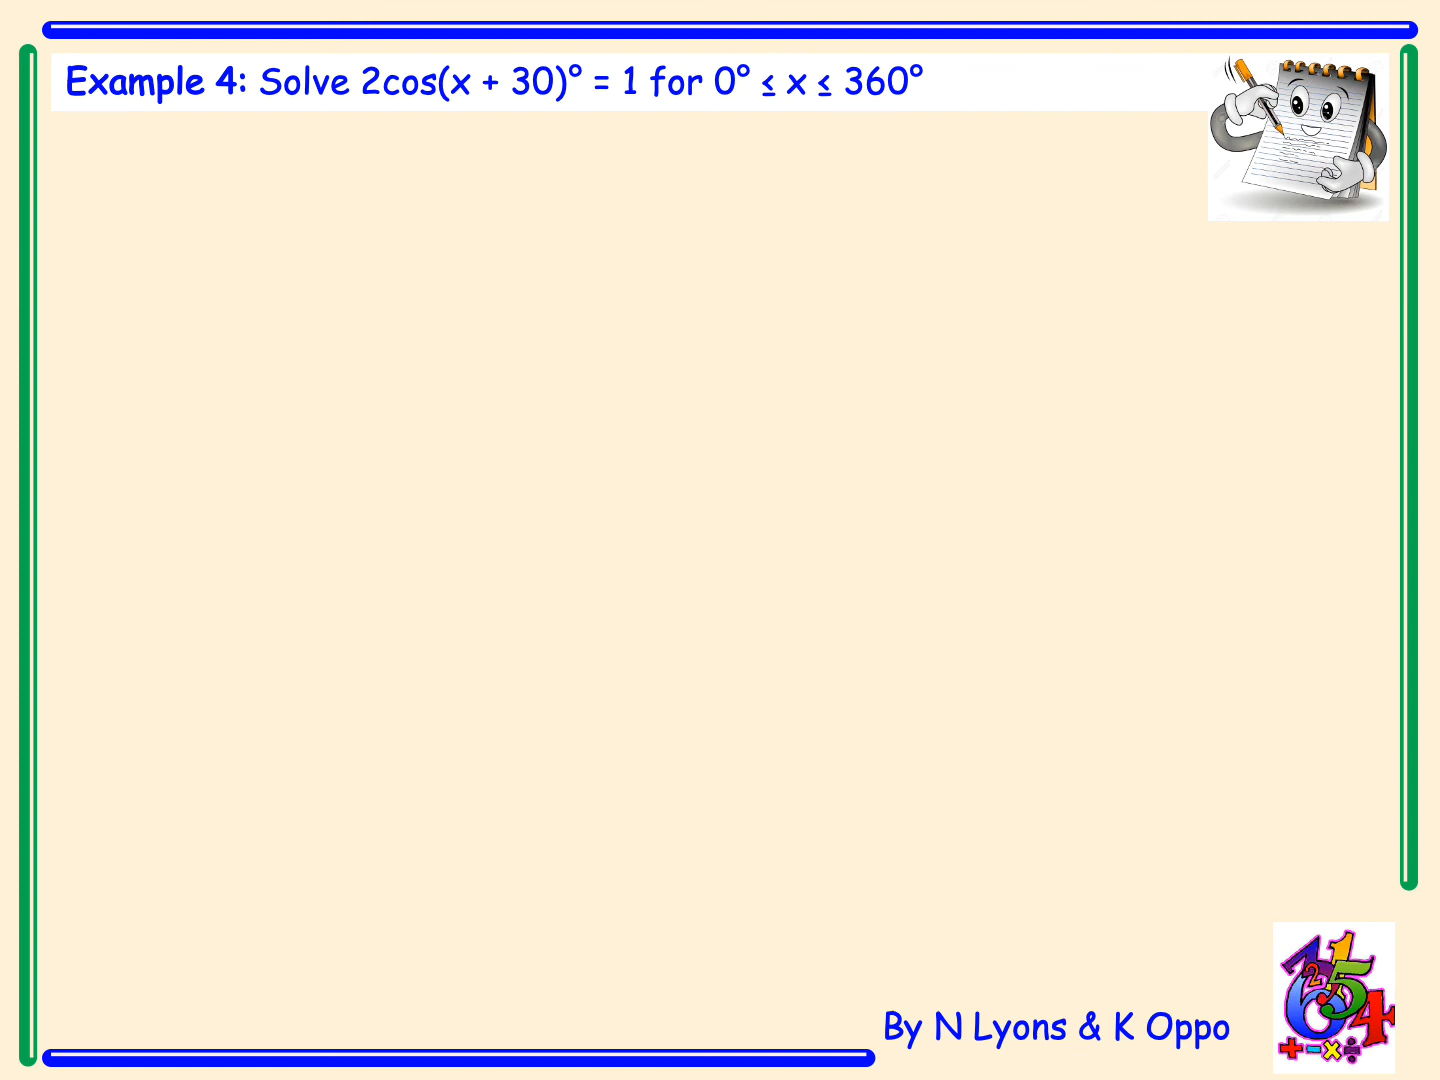 Example 4: Solve 2cos(x + 30)° = 1 for 0° ≤ x ≤ 360°
By N Lyons & K Oppo